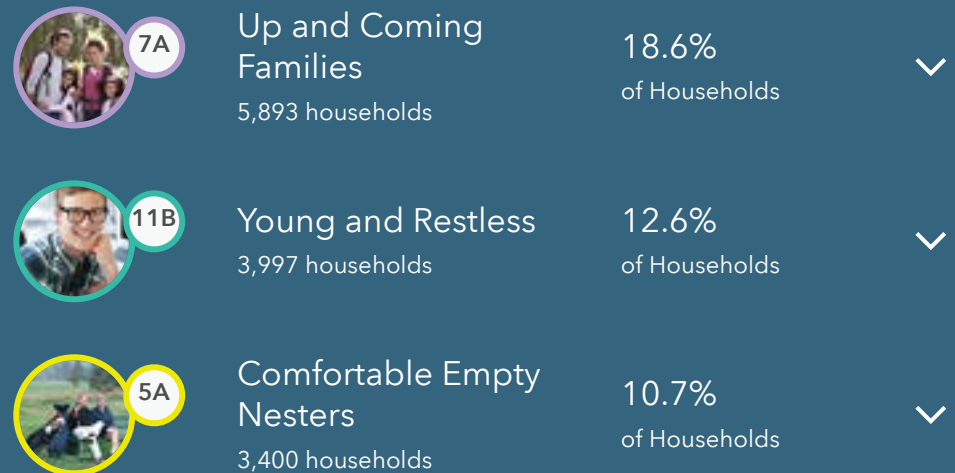 7A
Up and Coming
Families
5,893 households
18.6%
of Households
11B
Young and Restless
3,997 households
12.6%
of Households
5A
Comfortable Empty
Nesters
3,400 households
10.7%
of Households